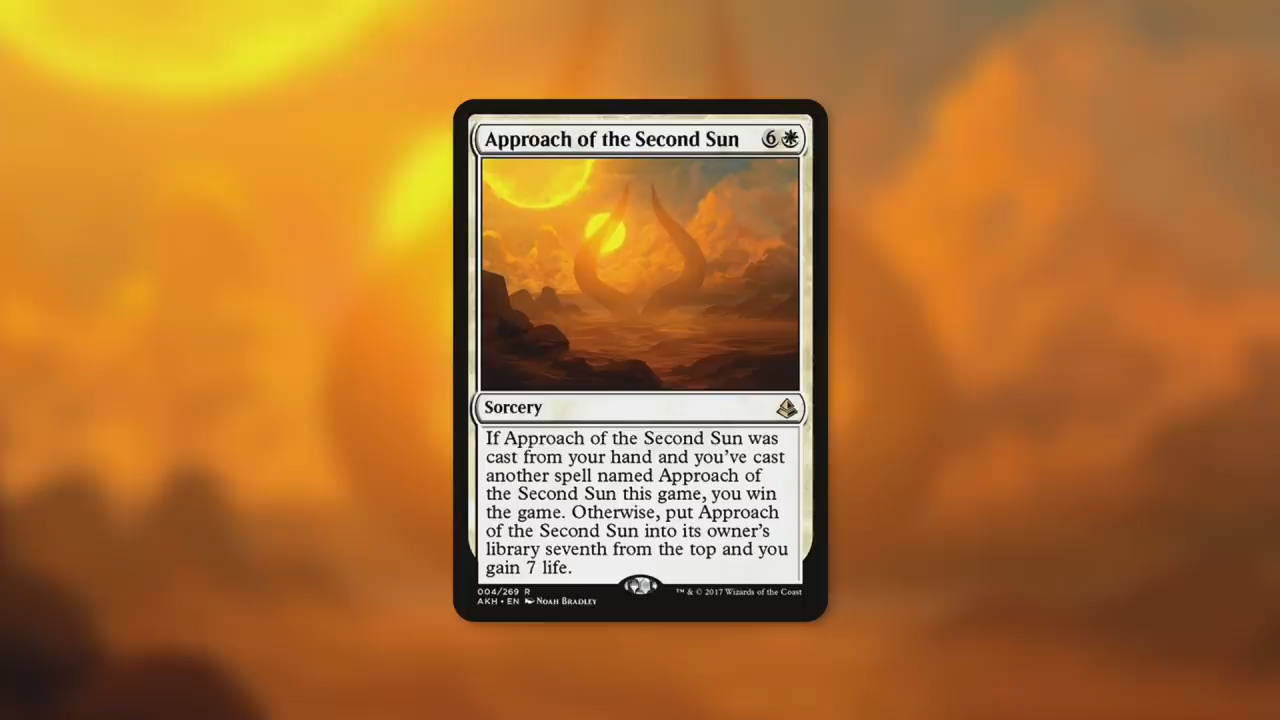 Approach of the Second Sun 6
Sorcery
If Approach of the Second Sun was
cast from your hand and you've cast
another spell named Approach of
the Second Sun this game, you win
the game. Otherwise, put Approach
of the Second Sun into its owner's
library seventh from the top and you
gain 7 life.
004/269 R
AKH • EN Noah Bradley
™ & © 2017 Wizards of the Coast